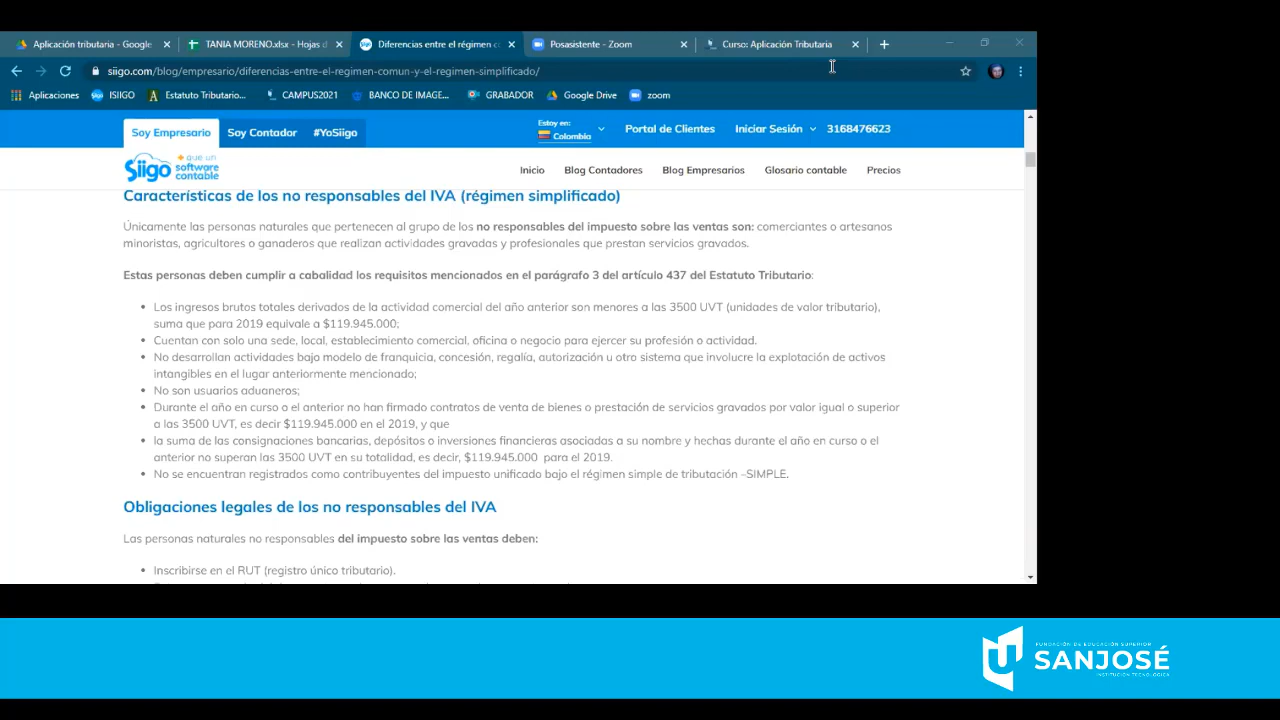 Aplicación tributaria - Google
TANIA MORENO.xlsx - Hojas d
Diferencias entre el régimen c
Posasistente - Zoom
Curso: Aplicación Tributaria
siigo.com/blog/empresario/diferencias-entre-el-regimen-comun-y-el-regimen-simplificado/
Aplicaciones
ISIIGO
Estatuto Tributario...
CAMPUS2021
BANCO DE IMAGE...
GRABADOR
Google Drive
zoom
Soy Empresario
Soy Contador
#YoSiigo
Estoy en:
Colombia
Portal de Clientes
Iniciar Sesión
3168476623
Siigo
+ que un
software
contable
Inicio
Blog Contadores
Blog Empresarios
Glosario contable
Precios
Características de los no responsables del IVA (régimen simplificado)
Únicamente las personas naturales que pertenecen al grupo de los no responsables del impuesto sobre las ventas son: comerciantes o artesanos
minoristas, agricultores o ganaderos que realizan actividades gravadas y profesionales que prestan servicios gravados.
Estas personas deben cumplir a cabalidad los requisitos mencionados en el parágrafo 3 del artículo 437 del Estatuto Tributario:
• Los ingresos brutos totales derivados de la actividad comercial del año anterior son menores a las 3500 UVT (unidades de valor tributario),
suma que para 2019 equivale a $119.945.000;
• Cuentan con solo una sede, local, establecimiento comercial, oficina o negocio para ejercer su profesión o actividad.
• No desarrollan actividades bajo modelo de franquicia, concesión, regalía, autorización u otro sistema que involucre la explotación de activos
intangibles en el lugar anteriormente mencionado;
• No son usuarios aduaneros;
• Durante el año en curso o el anterior no han firmado contratos de venta de bienes o prestación de servicios gravados por valor igual o superior
a las 3500 UVT, es decir $119.945.000 en el 2019, y que
• la suma de las consignaciones bancarias, depósitos o inversiones financieras asociadas a su nombre y hechas durante el año en curso o el
anterior no superan las 3500 UVT en su totalidad, es decir, $119.945.000 para el 2019.
• No se encuentran registrados como contribuyentes del impuesto unificado bajo el régimen simple de tributación –SIMPLE.
Obligaciones legales de los no responsables del IVA
Las personas naturales no responsables del impuesto sobre las ventas deben:
• Inscribirse en el RUT (registro único tributario).
FUNDACIÓN DE EDUCACIÓN SUPERIOR
SANJOSÉ
INSTITUCIÓN TECNOLÓGICA